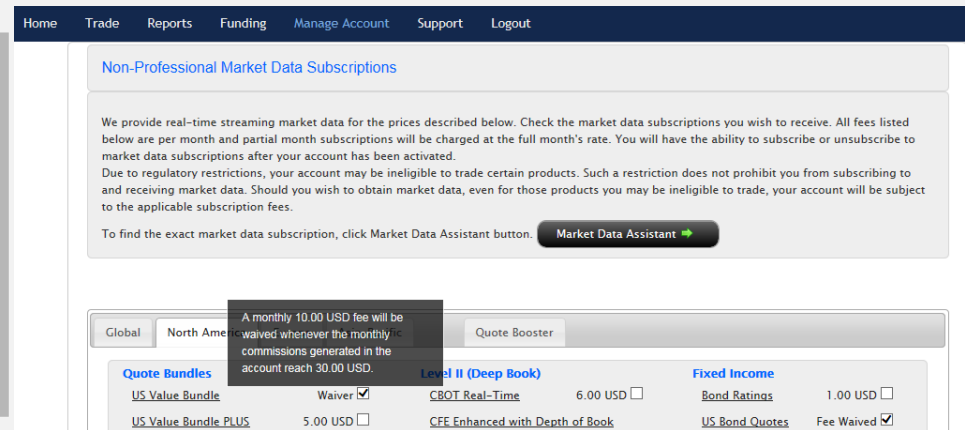 Home Trade Reports Funding Manage Account Support Logout
Non-Professional Market Data Subscriptions
We provide real-time streaming market data for the prices described below. Check the market data subscriptions you wish to receive. All fees listed
below are per month and partial month subscriptions will be charged at the full month's rate. You will have the ability to subscribe or unsubscribe to
market data subscriptions after your account has been activated.
Due to regulatory restrictions, your account may be ineligible to trade certain products. Such a restriction does not prohibit you from subscribing to
and receiving market data. Should you wish to obtain market data, even for those products you may be ineligible to trade, your account will be subject
to the applicable subscription fees.
To find the exact market data subscription, click Market Data Assistant button. Market Data Assistant
A monthly 10.00 USD fee will be
waived whenever the monthly
commissions generated in the
account reach 30.00 USD.
Global North America Quote Booster
Quote Bundles Level II (Deep Book) Fixed Income
US Value Bundle Waiver CBOT Real-Time 6.00 USD Bond Ratings 1.00 USD
US Value Bundle PLUS 5.00 USD CFE Enhanced with Depth of Book US Bond Quotes Fee Waived